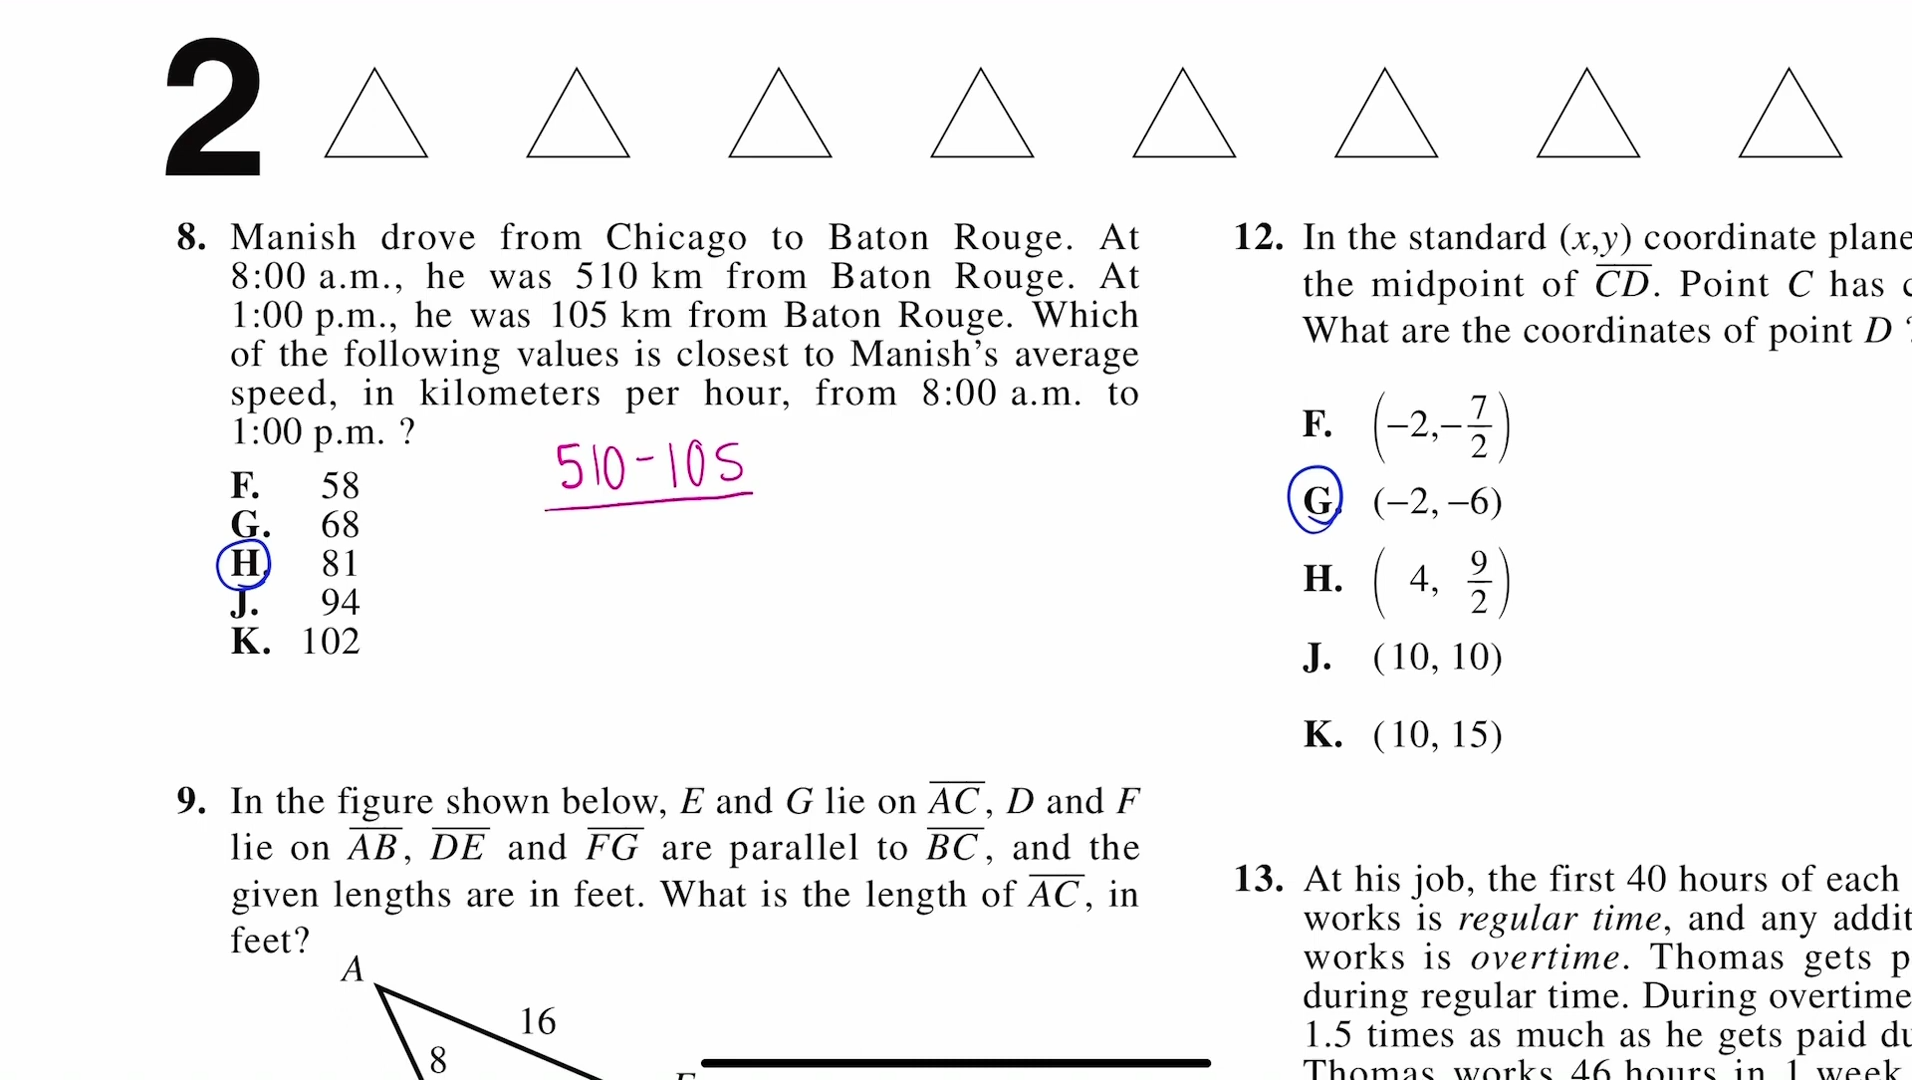 2
8. Manish drove from Chicago to Baton Rouge. At
8:00 a.m., he was 510 km from Baton Rouge. At
1:00 p.m., he was 105 km from Baton Rouge. Which
of the following values is closest to Manish's average
speed, in kilometers per hour, from 8:00 a.m. to
1:00 p.m. ?
510-105
F. 58
G. 68
H. 81
J. 94
K. 102
9. In the figure shown below, E and G lie on AC, D and F
lie on AB, DE and FG are parallel to BC, and the
given lengths are in feet. What is the length of AC, in
feet?
A
16
8
12. In the standard (x,y) coordinate plane
the midpoint of CD. Point C has
What are the coordinates of point D
F. (−2,−7/2)
G. (−2, −6)
H. ( 4, 9/2)
J. (10, 10)
K. (10, 15)
13. At his job, the first 40 hours of each
works is regular time, and any addit
works is overtime. Thomas gets p
during regular time. During overtime
1.5 times as much as he gets paid du
Thomas works 46 hours in 1 week